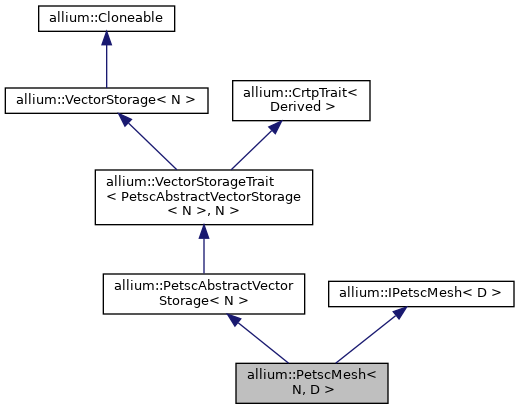 allium::Cloneable
allium::VectorStorage< N >
allium::CrtpTrait<
Derived >
allium::VectorStorageTrait
< PetscAbstractVectorStorage
< N >, N >
allium::PetscAbstractVector
Storage< N >
allium::IPetscMesh< D >
allium::PetscMesh<
N, D >